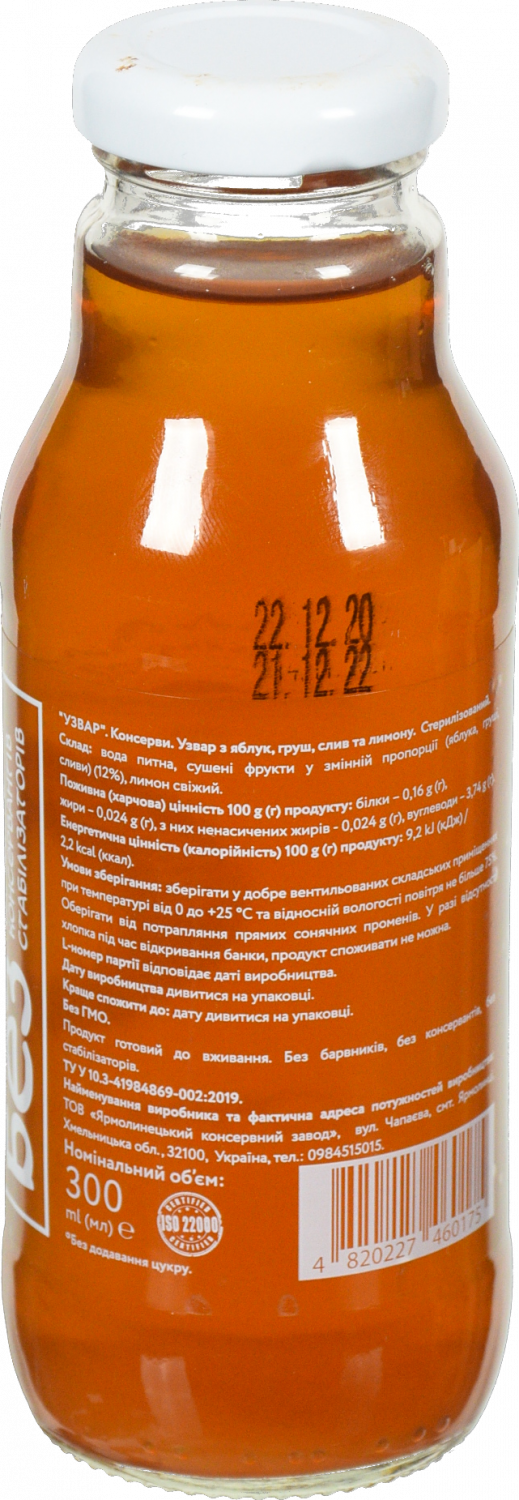 22.12.20
21.12.22
"УЗВАР". Консерви. Узвар з яблук, груш, слив та лимону. Стерилізований.
Склад: вода питна, сушені фрукти у змінній пропорції (яблука, груші,
сливи) (12%), лимон свіжий.
Поживна (харчова) цінність 100 g (г) продукту: білки – 0,16 g (г),
жири – 0,024 g (г), з них ненасичених жирів - 0,024 g (г), вуглеводи – 3,74 g (г).
Енергетична цінність (калорійність) 100 g (г) продукту: 9,2 kJ (кДж) /
2,2 kcal (ккал).
Умови зберігання: зберігати у добре вентильованих складських приміщеннях
при температурі від 0 до +25 °C та відносній вологості повітря не більше 75%.
Оберігати від потрапляння прямих сонячних променів. У разі відсутності
хлопка під час відкривання банки, продукт споживати не можна.
L-номер партії відповідає даті виробництва.
Дату виробництва дивитися на упаковці.
Краще спожити до: дату дивитися на упаковці.
Без ГМО.
Продукт готовий до вживання. Без барвників, без консервантів, без
стабілізаторів.
ТУ У 10.3-41984869-002:2019.
Найменування виробника та фактична адреса потужностей виробництва:
ТОВ «Ярмолинецький консервний завод», вул. Чапаєва, смт. Ярмолинці,
Хмельницька обл., 32100, Україна, тел.: 0984515015.
Номінальний об'єм:
300
ml (мл) ℮
°Без додавання цукру.
CERTIFIED
ISO 22000
CERTIFIED
4 820227 460175
без
СТАБІЛІЗАТОРІВ